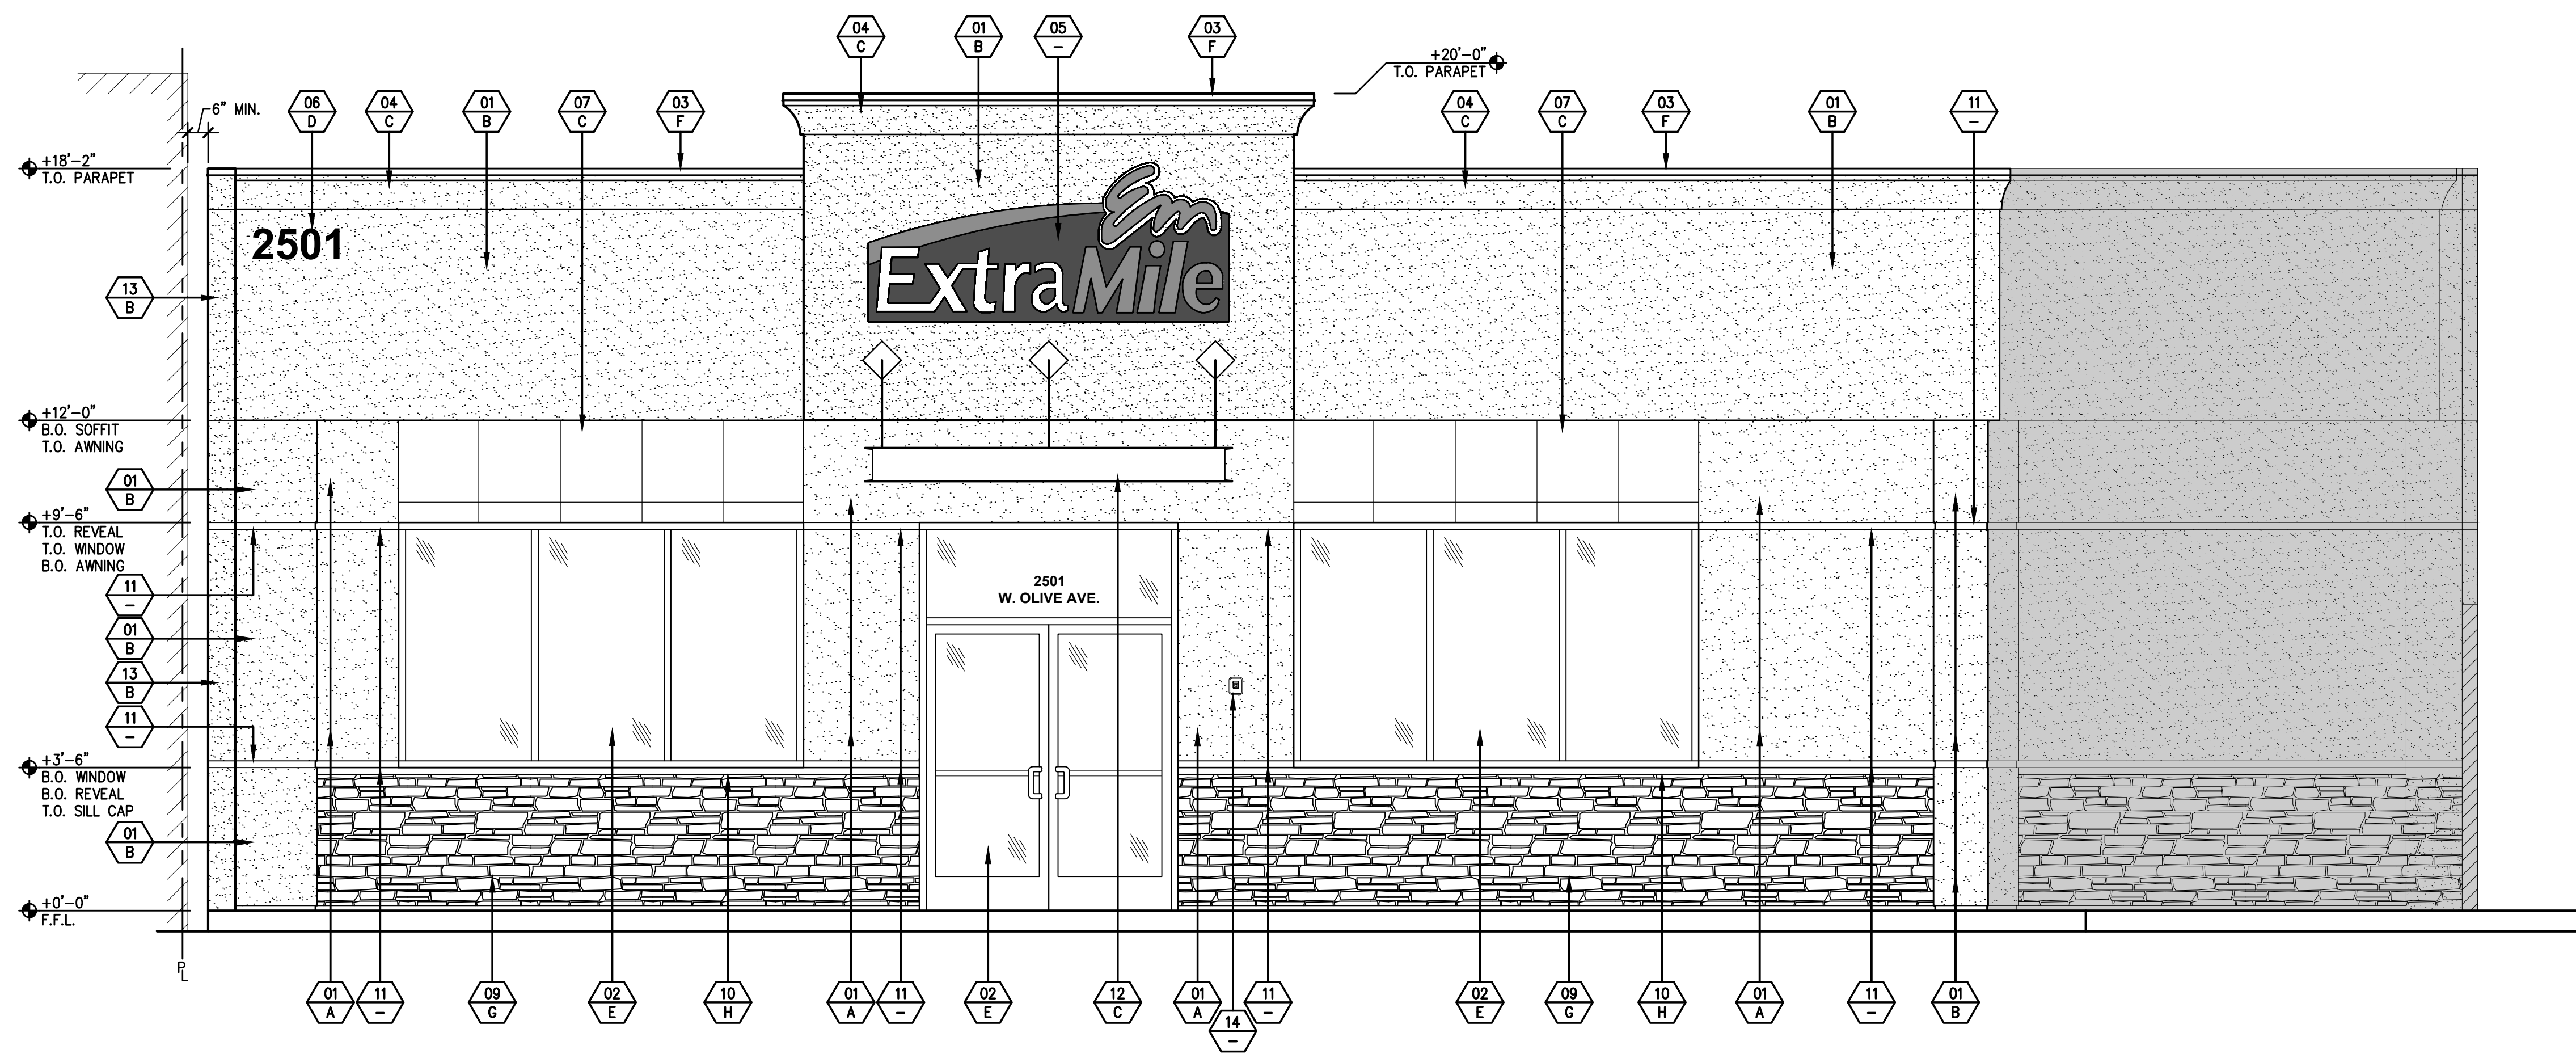 04
C
01
B
05
-
03
F
+20'-0"
T.O. PARAPET
6" MIN.
06
D
04
C
01
B
07
C
03
F
04
C
07
C
03
F
01
B
11
-
+18'-2"
T.O. PARAPET
2501
Em
ExtraMile
13
B
+12'-0"
B.O. SOFFIT
T.O. AWNING
01
B
+9'-6"
T.O. REVEAL
T.O. WINDOW
B.O. AWNING
11
-
01
B
13
B
11
-
2501
W. OLIVE AVE.
+3'-6"
B.O. WINDOW
B.O. REVEAL
T.O. SILL CAP
01
B
+0'-0"
F.F.L.
PL
01
A
11
-
09
G
02
E
10
H
01
A
11
-
02
E
12
C
01
A
14
-
11
-
02
E
09
G
10
H
01
A
11
-
01
B